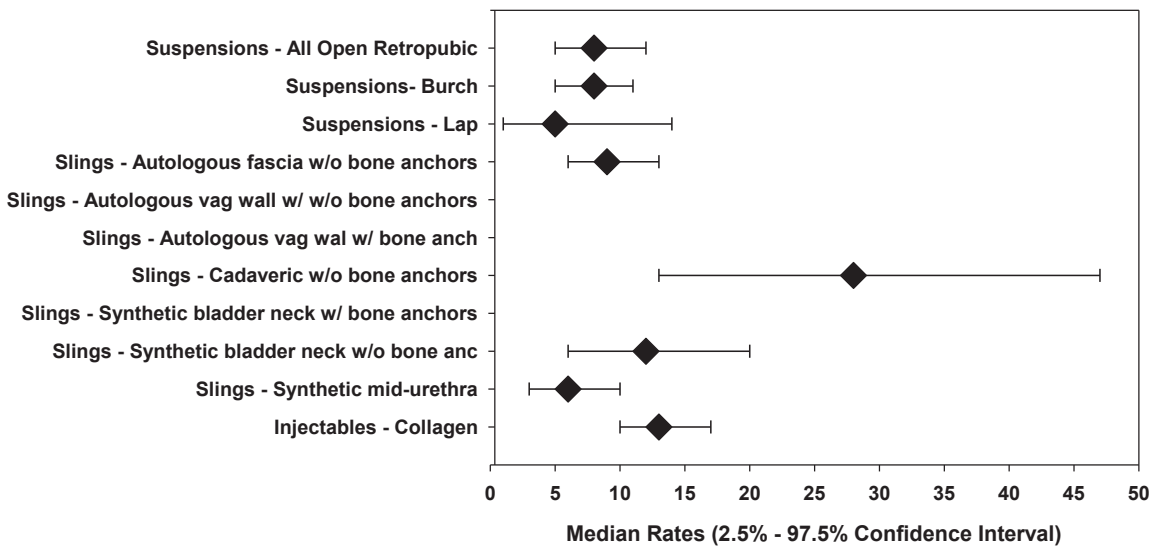 Suspensions - All Open Retropubic
Suspensions- Burch
Suspensions - Lap
Slings - Autologous fascia w/o bone anchors
Slings - Autologous vag wall w/ w/o bone anchors
Slings - Autologous vag wal w/ bone anch
Slings - Cadaveric w/o bone anchors
Slings - Synthetic bladder neck w/ bone anchors
Slings - Synthetic bladder neck w/o bone anc
Slings - Synthetic mid-urethra
Injectables - Collagen
0 5 10 15 20 25 30 35 40 45 50
Median Rates (2.5% - 97.5% Confidence Interval)